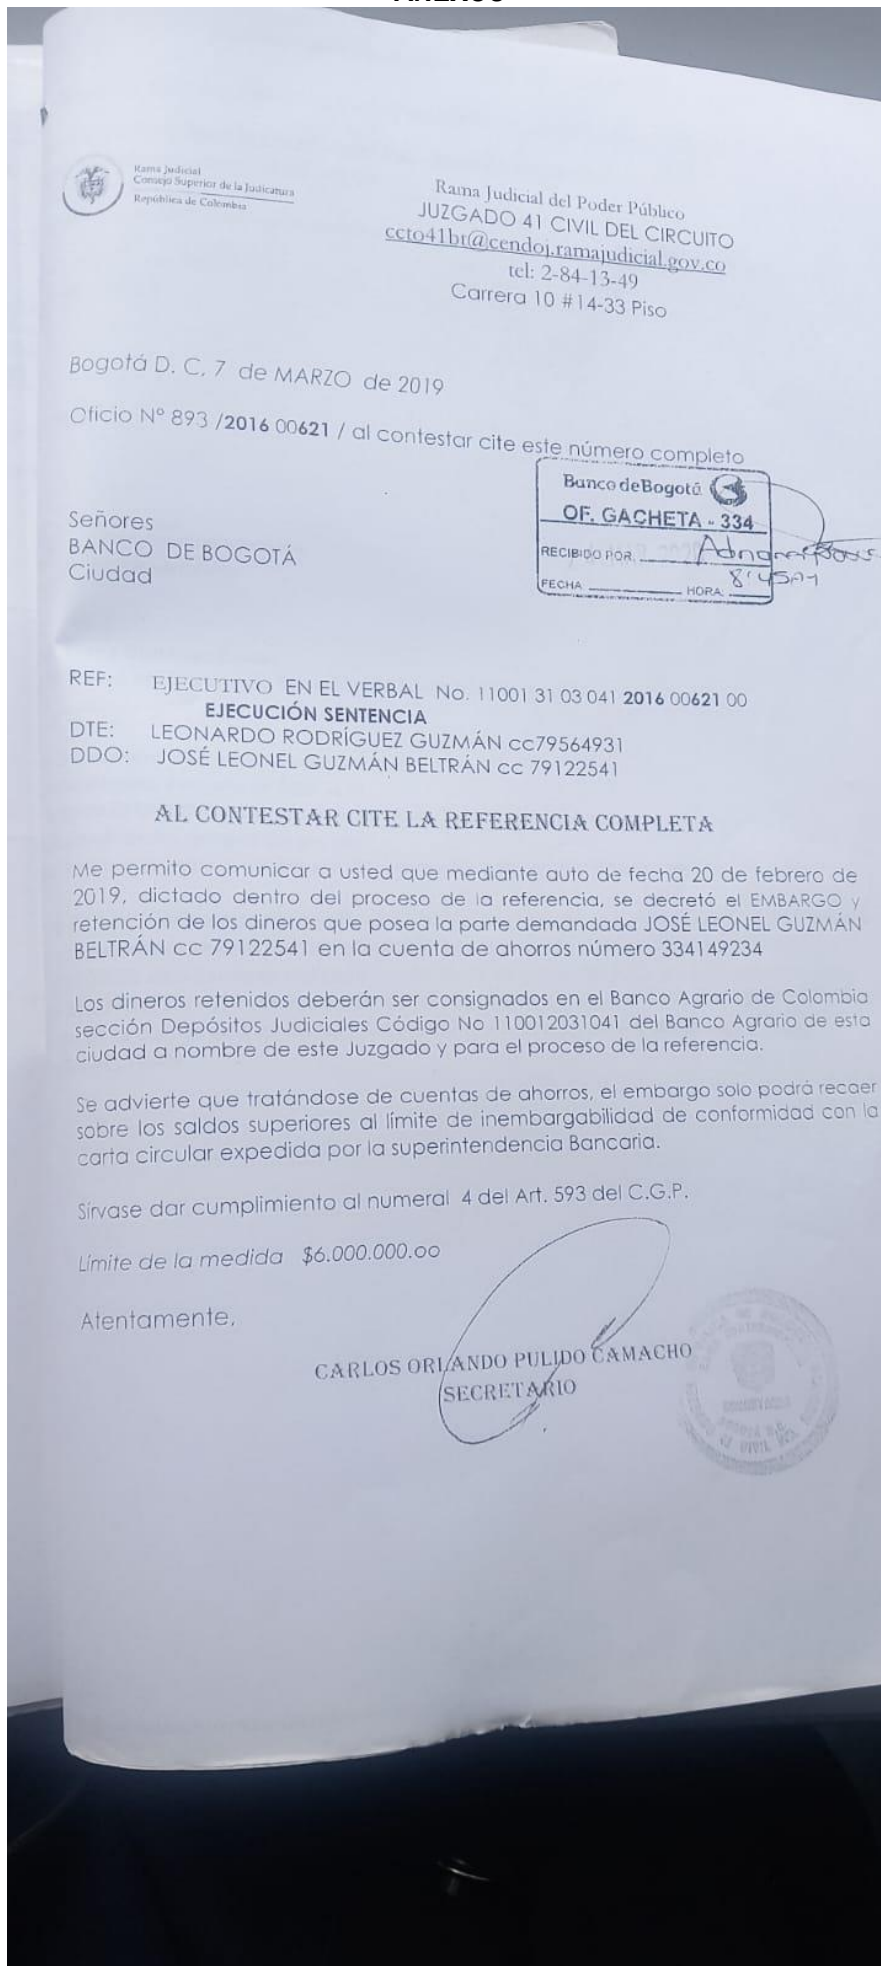 Rama Judicial
Consejo Superior de la Judicatura
República de Colombia
Rama Judicial del Poder Público
JUZGADO 41 CIVIL DEL CIRCUITO
ccto41bt@cendoj.ramajudicial.gov.co
tel: 2-84-13-49
Carrera 10 #14-33 Piso
Bogotá D. C. 7 de MARZO de 2019
Oficio Nº 893 /2016 00621 / al contestar cite este número completo
Banco de Bogotá
OF. GACHETA - 334
RECIBIDO POR:
FECHA HORA: 8:45am
Señores
BANCO DE BOGOTÁ
Ciudad
REF: EJECUTIVO EN EL VERBAL No. 11001 31 03 041 2016 00621 00
EJECUCIÓN SENTENCIA
DTE: LEONARDO RODRÍGUEZ GUZMÁN cc79564931
DDO: JOSÉ LEONEL GUZMÁN BELTRÁN cc 79122541
AL CONTESTAR CITE LA REFERENCIA COMPLETA
Me permito comunicar a usted que mediante auto de fecha 20 de febrero de
2019, dictado dentro del proceso de la referencia, se decretó el EMBARGO y
retención de los dineros que posea la parte demandada JOSÉ LEONEL GUZMÁN
BELTRÁN cc 79122541 en la cuenta de ahorros número 334149234
Los dineros retenidos deberán ser consignados en el Banco Agrario de Colombia
sección Depósitos Judiciales Código No 110012031041 del Banco Agrario de esta
ciudad a nombre de este Juzgado y para el proceso de la referencia.
Se advierte que tratándose de cuentas de ahorros, el embargo solo podrá recaer
sobre los saldos superiores al límite de inembargabilidad de conformidad con la
carta circular expedida por la superintendencia Bancaria.
Sírvase dar cumplimiento al numeral 4 del Art. 593 del C.G.P.
Límite de la medida $6.000.000.oo
Atentamente,
CARLOS ORLANDO PULIDO CAMACHO
SECRETARIO